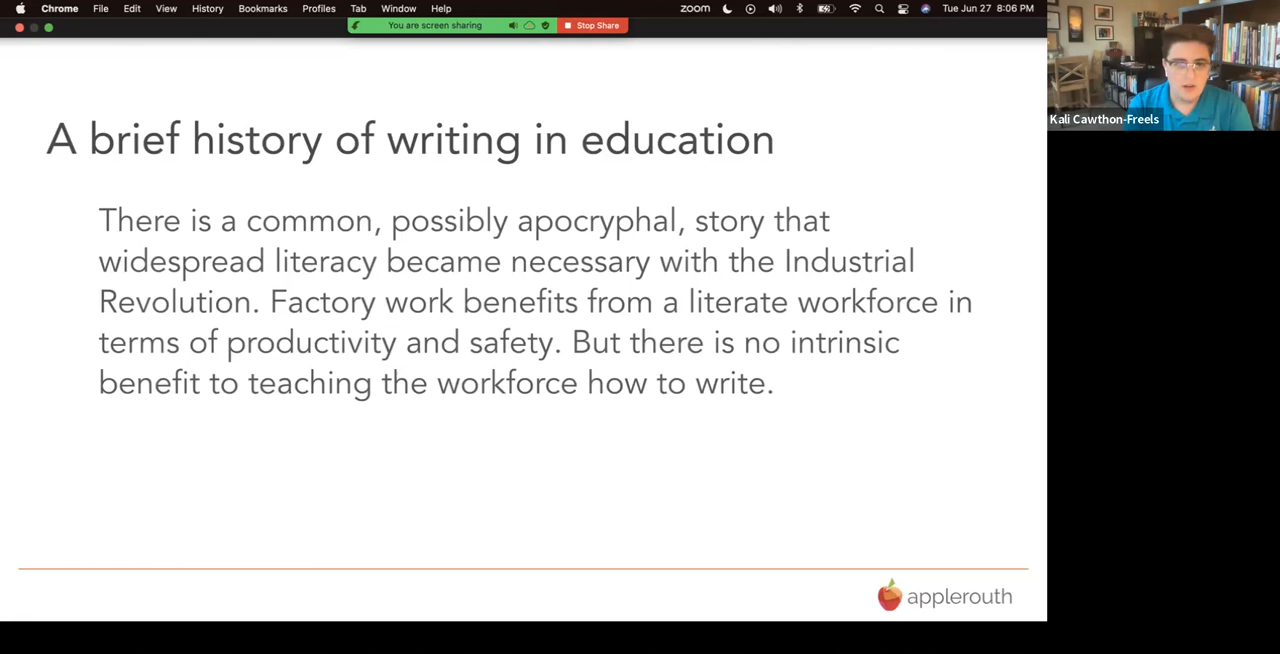 Chrome File Edit View History Bookmarks Profiles Tab Window Help zoom Tue Jun 27 8:06 PM
You are screen sharing Stop Share
Kali Cawthon-Freels
A brief history of writing in education
There is a common, possibly apocryphal, story that
widespread literacy became necessary with the Industrial
Revolution. Factory work benefits from a literate workforce in
terms of productivity and safety. But there is no intrinsic
benefit to teaching the workforce how to write.
applerouth